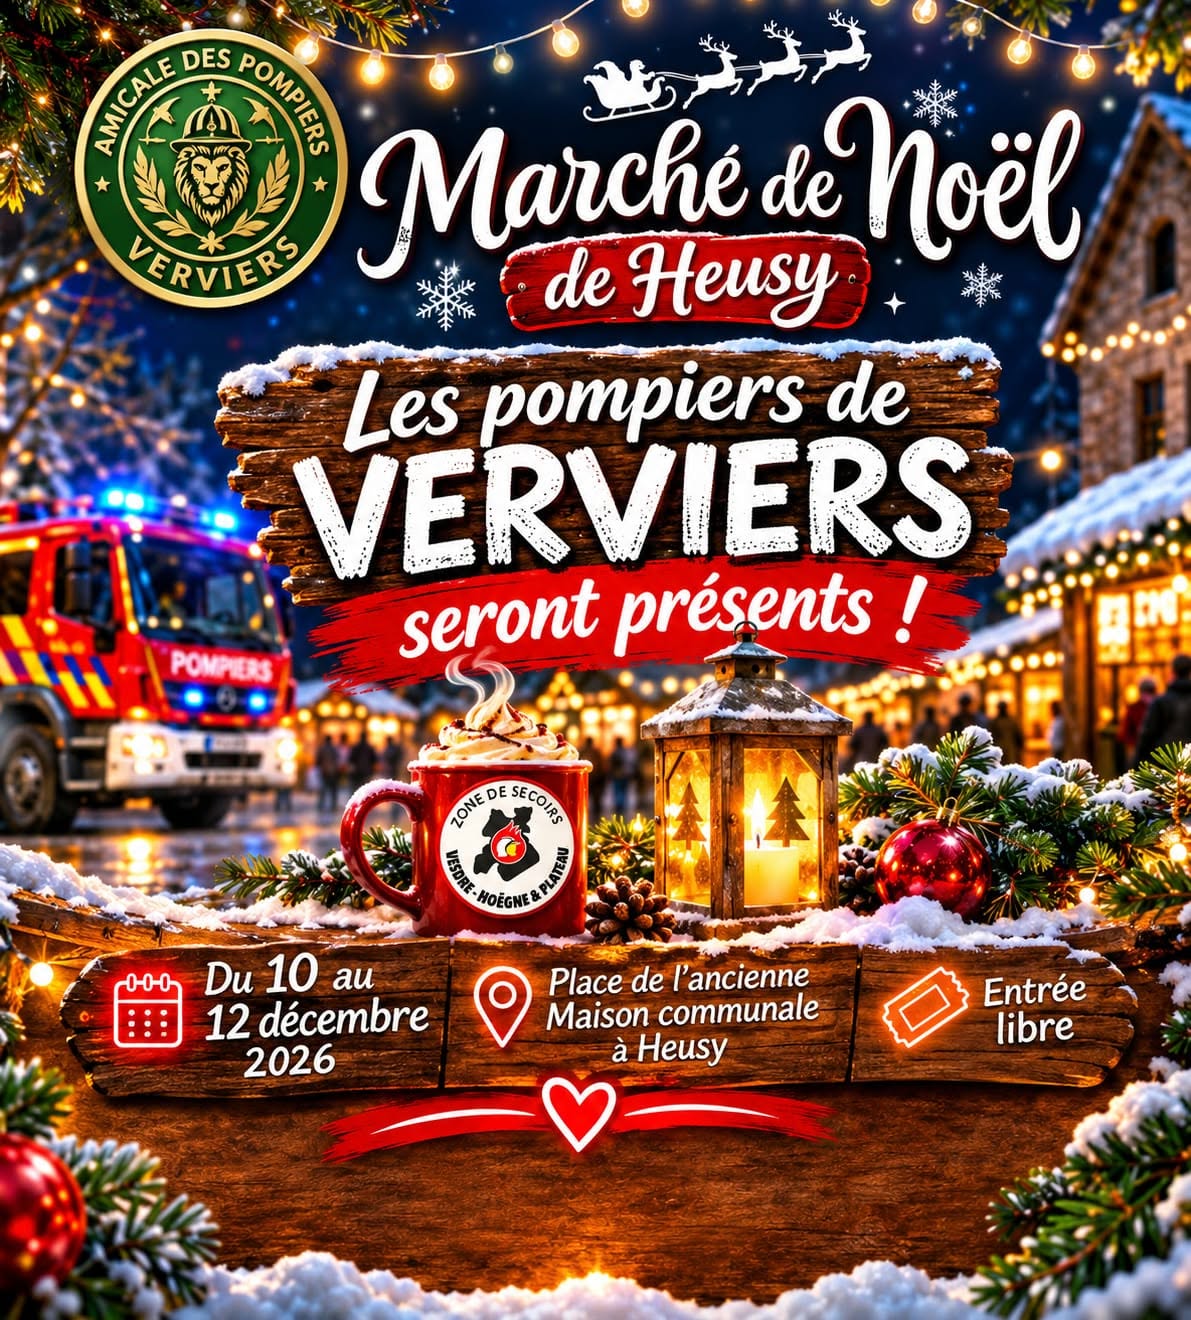 AMICALE DES POMPIERS
VERVIERS
Marché de Noël
de Heusy
Les pompiers de
VERVIERS
seront présents !
POMPIERS
ZONE DE SECOURS
VESDRE - HOËGNE & PLATEAU
Du 10 au
12 décembre
2026
Place de l'ancienne
Maison communale
à Heusy
Entrée
libre